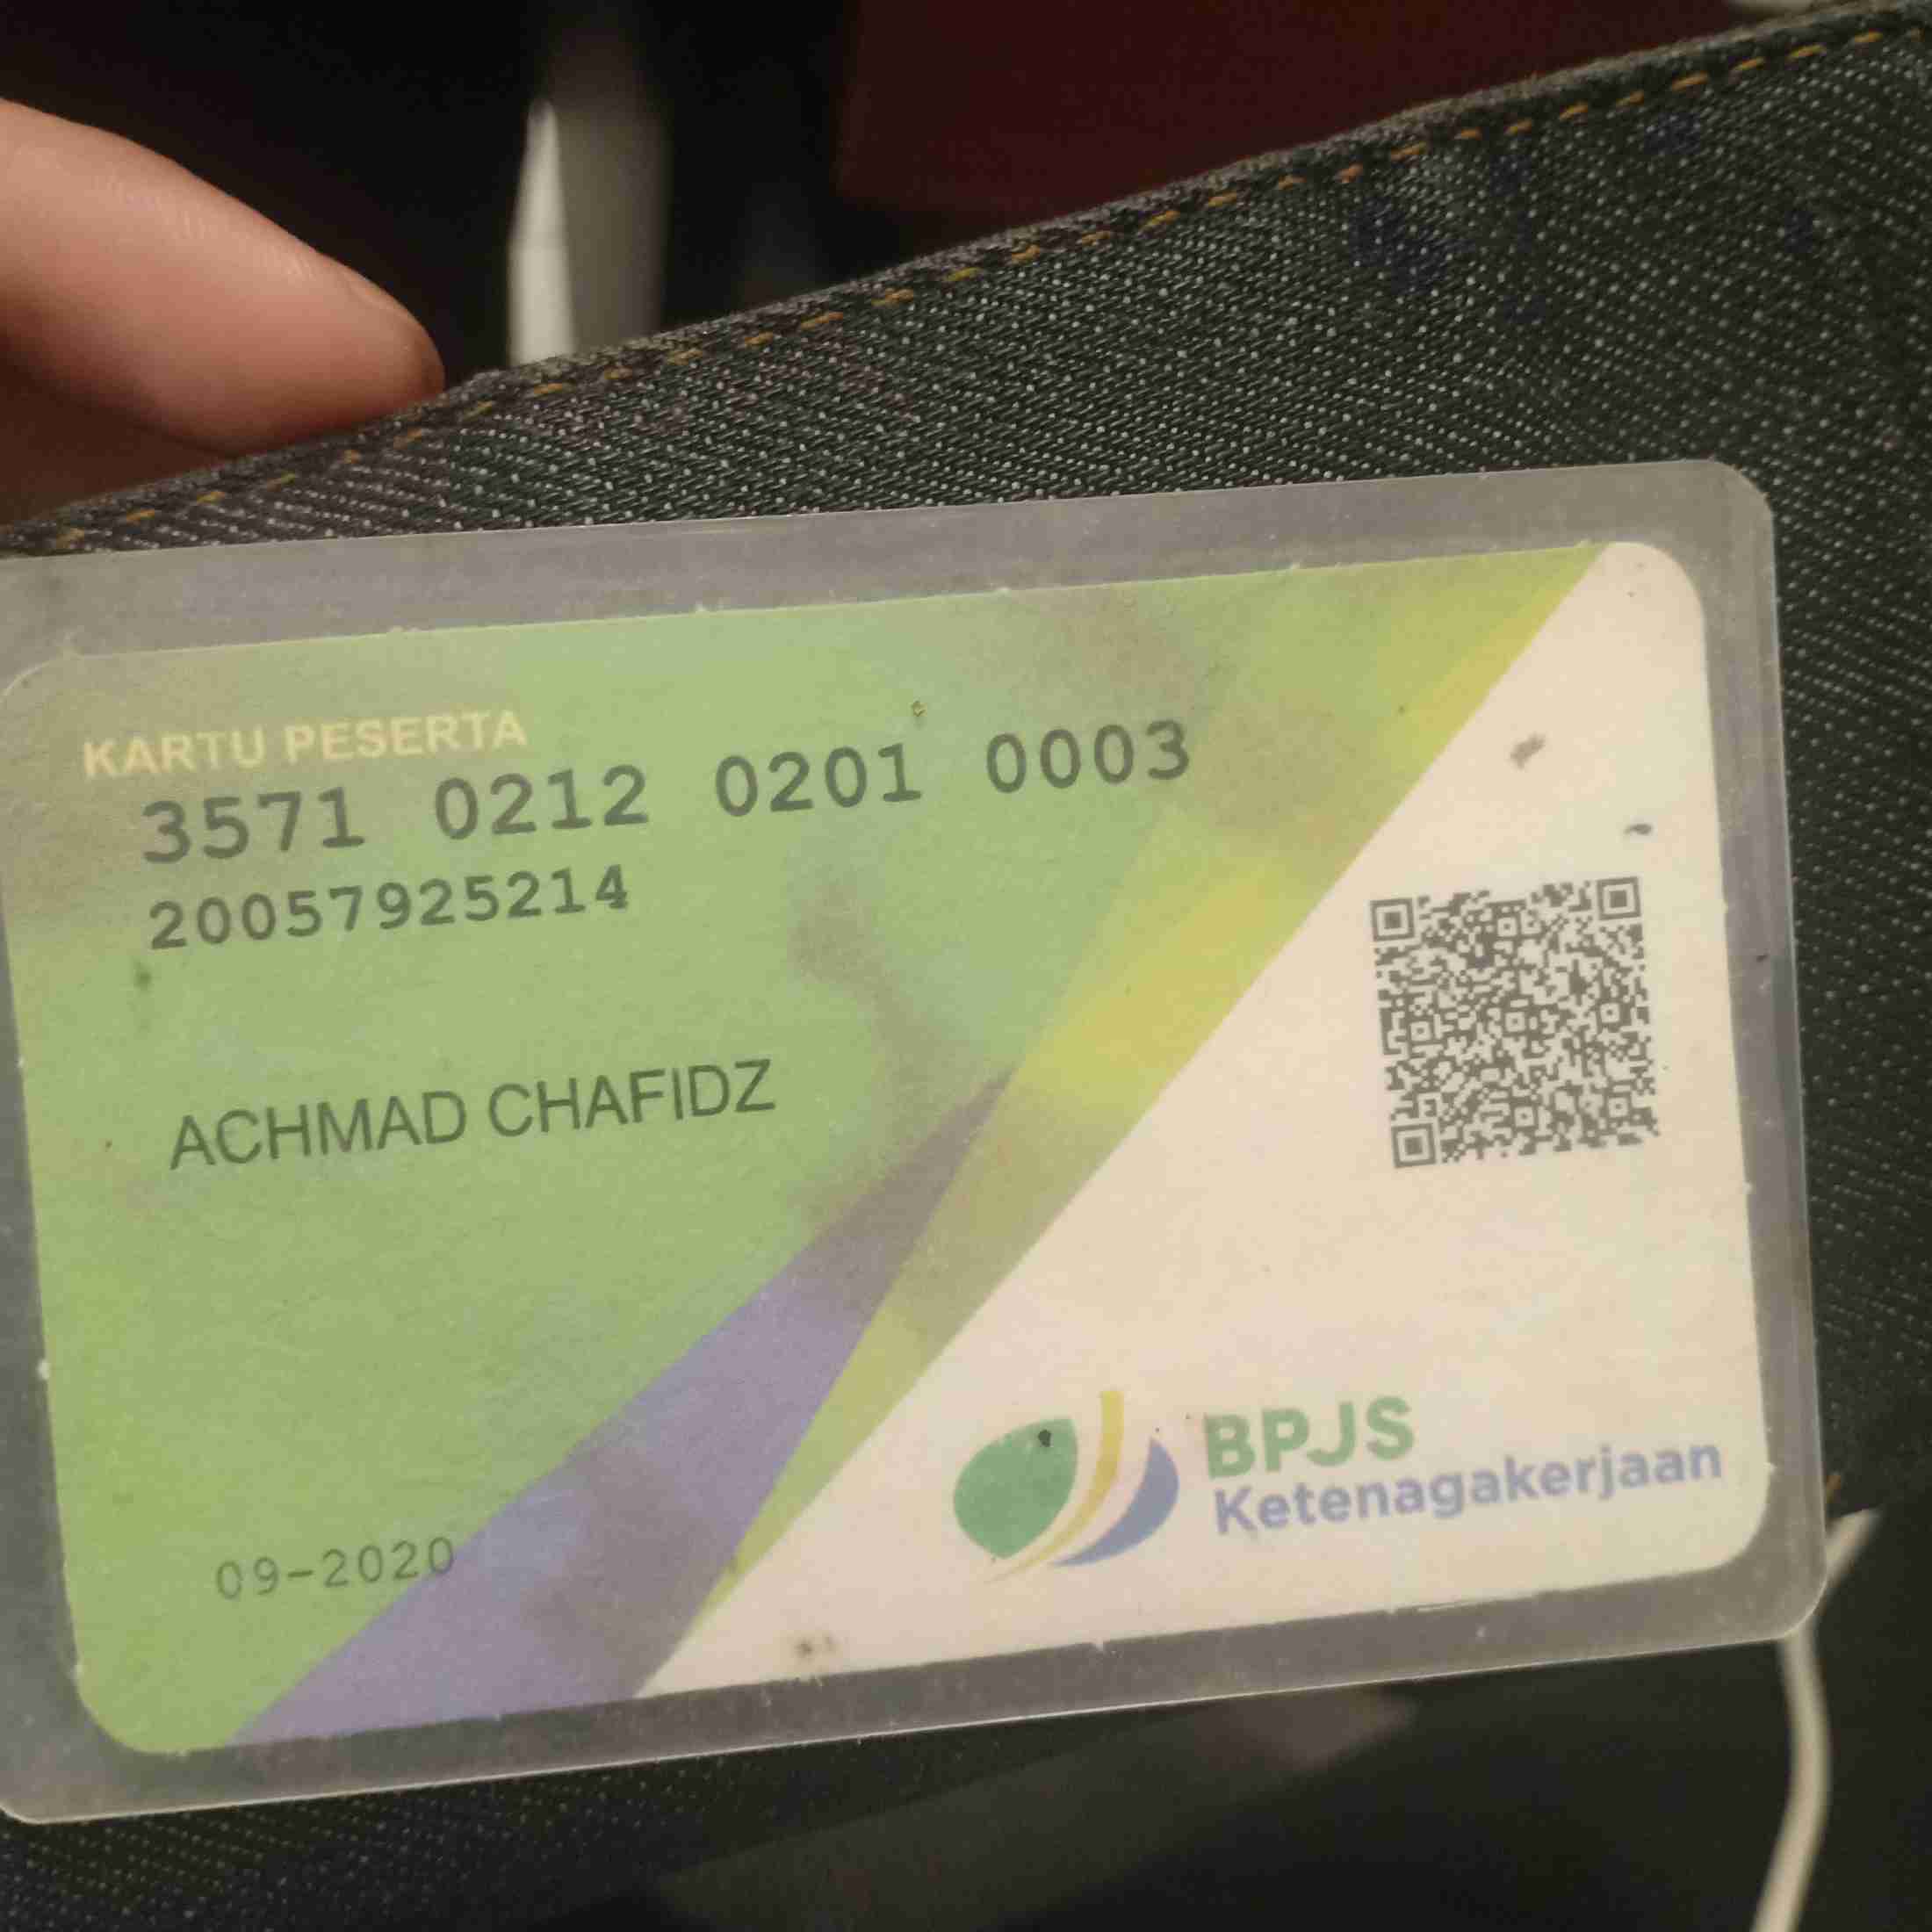 KARTU PESERTA
3571 0212 0201 0003
20057925214
ACHMAD CHAFIDZ
09-2020
BPJS
Ketenagakerjaan